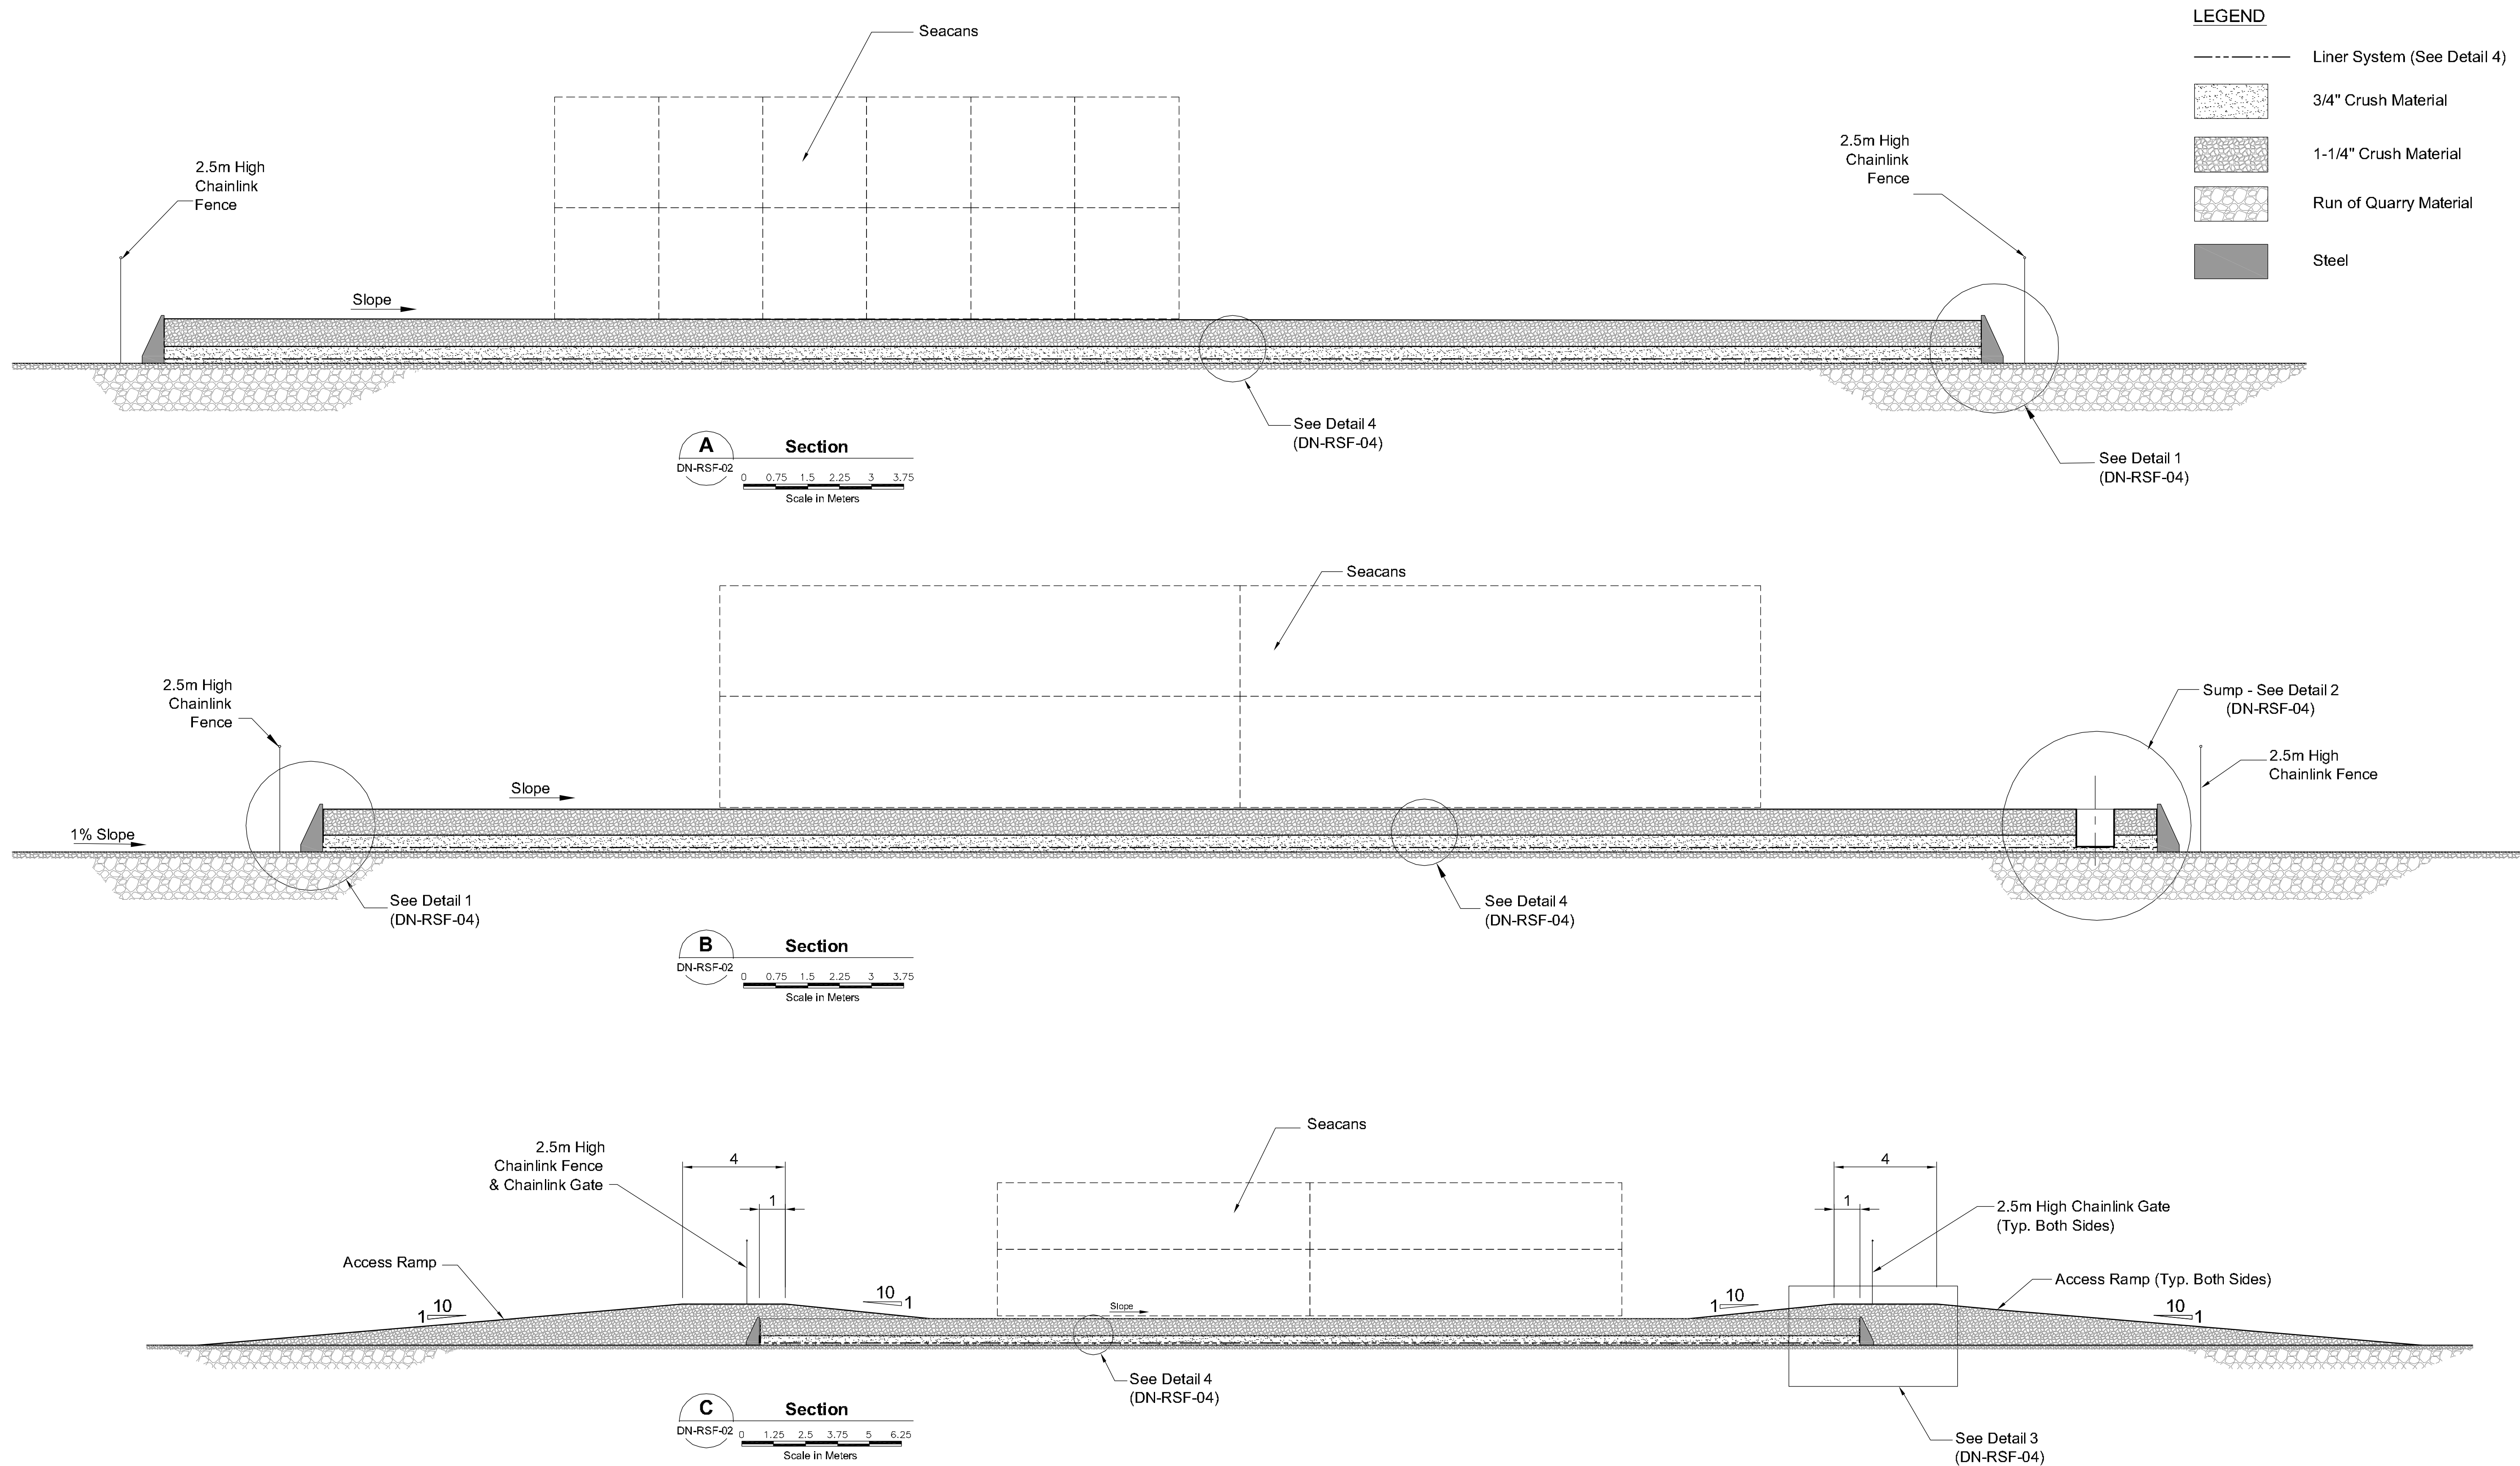 LEGEND
Liner System (See Detail 4)
3/4" Crush Material
1-1/4" Crush Material
Run of Quarry Material
Steel
Seacans
2.5m High
Chainlink
Fence
2.5m High
Chainlink
Fence
Slope
See Detail 4
(DN-RSF-04)
See Detail 1
(DN-RSF-04)
A
Section
DN-RSF-02
0 0.75 1.5 2.25 3 3.75
Scale in Meters
Seacans
2.5m High
Chainlink
Fence
Sump - See Detail 2
(DN-RSF-04)
2.5m High
Chainlink Fence
Slope
1% Slope
See Detail 1
(DN-RSF-04)
See Detail 4
(DN-RSF-04)
B
Section
DN-RSF-02
0 0.75 1.5 2.25 3 3.75
Scale in Meters
Seacans
2.5m High
Chainlink Fence
& Chainlink Gate
4
1
4
1
2.5m High Chainlink Gate
(Typ. Both Sides)
Access Ramp
Access Ramp (Typ. Both Sides)
10
1
10
1
Slope
10
1
10
1
See Detail 4
(DN-RSF-04)
See Detail 3
(DN-RSF-04)
C
Section
DN-RSF-02
0 1.25 2.5 3.75 5 6.25
Scale in Meters